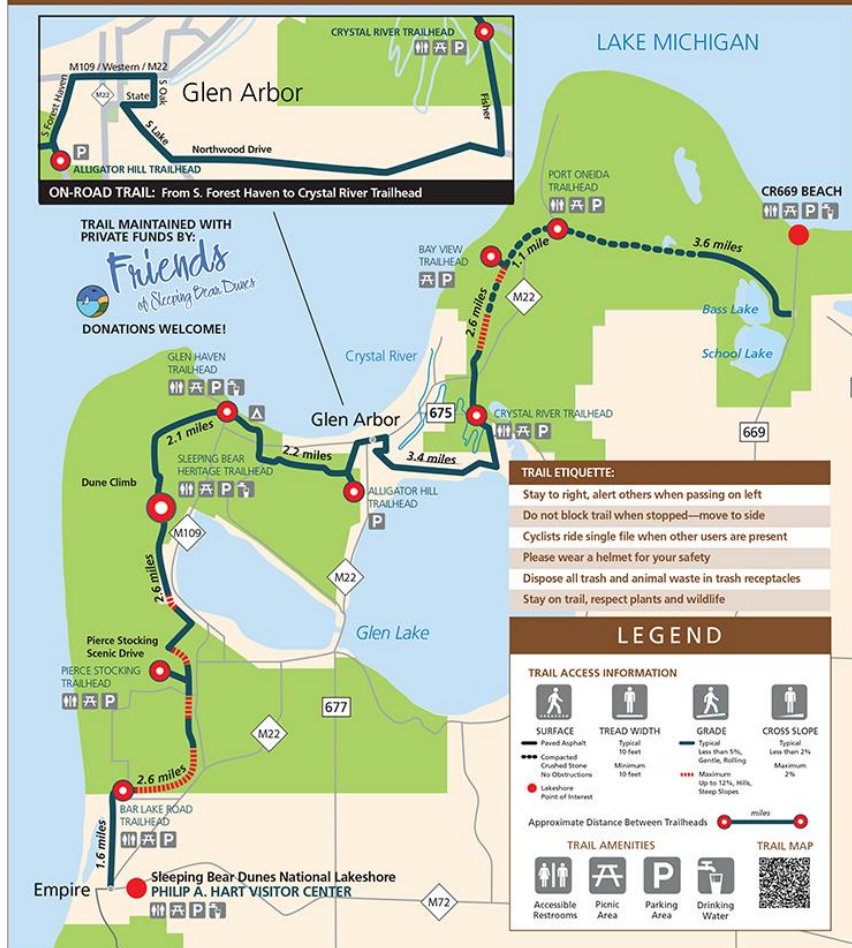 CRYSTAL RIVER TRAILHEAD
P
M109 / Western / M22
M22
State
S Oak
Glen Arbor
S Forest Haven
S Lake
Fisher
Northwood Drive
P
ALLIGATOR HILL TRAILHEAD
ON-ROAD TRAIL: From S. Forest Haven to Crystal River Trailhead
LAKE MICHIGAN
PORT ONEIDA
TRAILHEAD
P
CR669 BEACH
P
TRAIL MAINTAINED WITH
PRIVATE FUNDS BY:
Friends
of Sleeping Bear Dunes
DONATIONS WELCOME!
BAY VIEW
TRAILHEAD
P
1.1 mile
3.6 miles
2.6 miles
M22
Bass Lake
School Lake
Crystal River
GLEN HAVEN
TRAILHEAD
P
Glen Arbor
675
CRYSTAL RIVER TRAILHEAD
P
669
2.1 miles
2.2 miles
3.4 miles
SLEEPING BEAR
HERITAGE TRAILHEAD
P
Dune Climb
ALLIGATOR HILL
TRAILHEAD
P
M109
2.6 miles
M22
Glen Lake
Pierce Stocking
Scenic Drive
PIERCE STOCKING
TRAILHEAD
P
677
M22
2.6 miles
BAR LAKE ROAD
TRAILHEAD
P
1.6 miles
Empire
Sleeping Bear Dunes National Lakeshore
PHILIP A. HART VISITOR CENTER
P
M72
TRAIL ETIQUETTE:
Stay to right, alert others when passing on left
Do not block trail when stopped—move to side
Cyclists ride single file when other users are present
Please wear a helmet for your safety
Dispose all trash and animal waste in trash receptacles
Stay on trail, respect plants and wildlife
LEGEND
TRAIL ACCESS INFORMATION
SURFACE
Paved Asphalt
Compacted
Crushed Stone
No Obstructions
Lakeshore
Point of Interest
TREAD WIDTH
Typical
10 feet
Minimum
10 feet
GRADE
Typical
Less than 5%,
Gentle, Rolling
Maximum
Up to 12%, Hills,
Steep Slopes
CROSS SLOPE
Typical
Less than 2%
Maximum
2%
Approximate Distance Between Trailheads
miles
TRAIL AMENITIES
Accessible
Restrooms
Picnic
Area
P
Parking
Area
Drinking
Water
TRAIL MAP